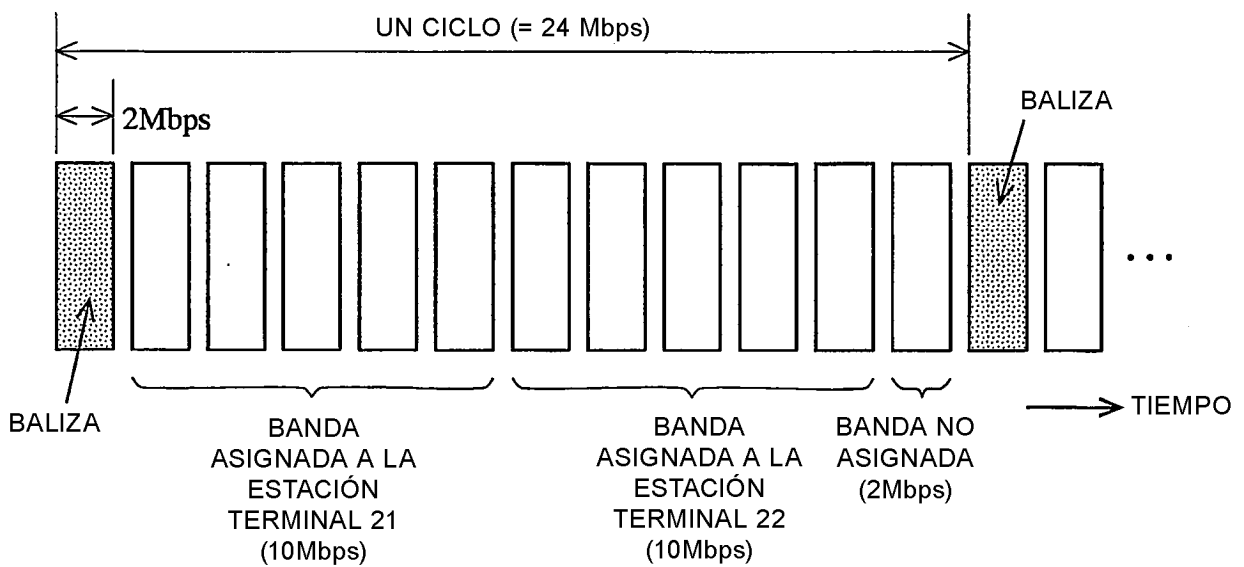 UN CICLO (= 24 Mbps)
2Mbps
BALIZA
BALIZA
BANDA
ASIGNADA A LA
ESTACIÓN
TERMINAL 21
(10Mbps)
BANDA
ASIGNADA A LA
ESTACIÓN
TERMINAL 22
(10Mbps)
BANDA NO
ASIGNADA
(2Mbps)
TIEMPO